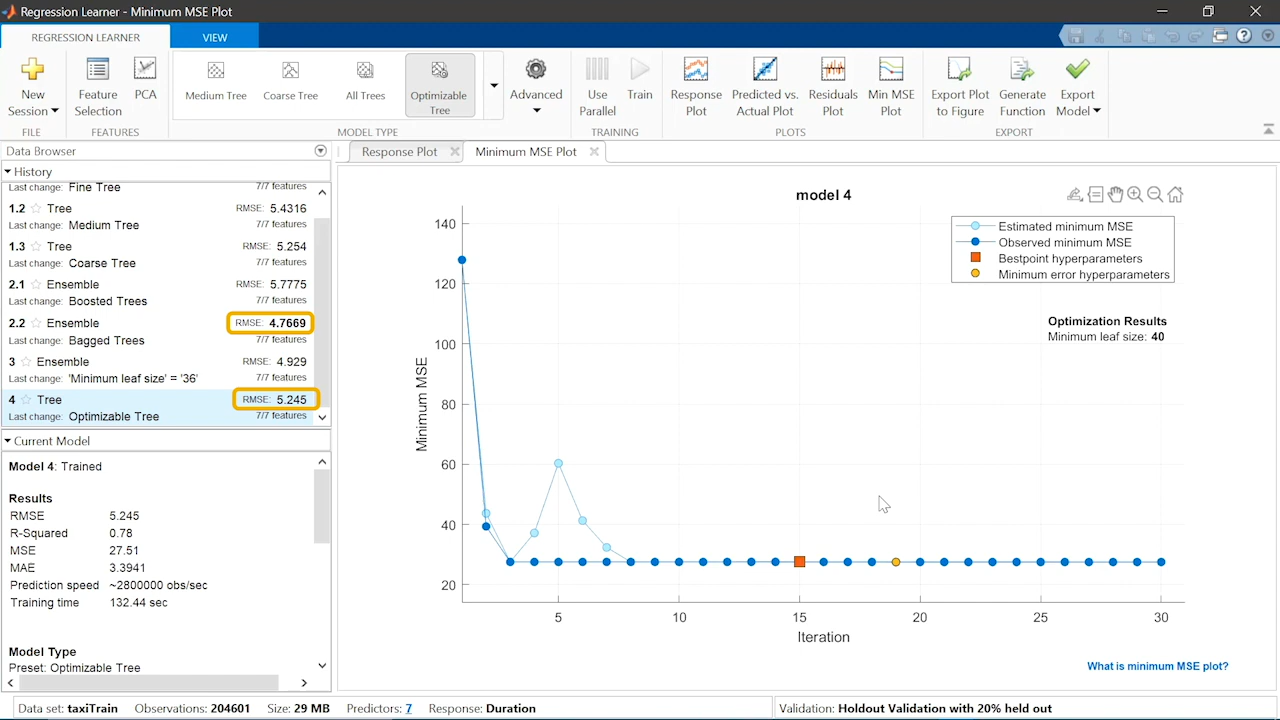 Regression Learner - Minimum MSE Plot
REGRESSION LEARNER
VIEW
New
Session
Feature
Selection
PCA
Medium Tree
Coarse Tree
All Trees
Optimizable
Tree
Advanced
Use
Parallel
Train
Response
Plot
Predicted vs.
Actual Plot
Residuals
Plot
Min MSE
Plot
Export Plot
to Figure
Generate
Function
Export
Model
FILE
FEATURES
MODEL TYPE
TRAINING
PLOTS
EXPORT
Data Browser
History
Last change: Fine Tree 7/7 features
1.2 Tree RMSE: 5.4316
Last change: Medium Tree 7/7 features
1.3 Tree RMSE: 5.254
Last change: Coarse Tree 7/7 features
2.1 Ensemble RMSE: 5.7775
Last change: Boosted Trees 7/7 features
2.2 Ensemble RMSE: 4.7669
Last change: Bagged Trees 7/7 features
3 Ensemble RMSE: 4.929
Last change: 'Minimum leaf size' = '36' 7/7 features
4 Tree RMSE: 5.245
Last change: Optimizable Tree 7/7 features
Current Model
Model 4: Trained
Results
RMSE 5.245
R-Squared 0.78
MSE 27.51
MAE 3.3941
Prediction speed ~2800000 obs/sec
Training time 132.44 sec
Model Type
Preset: Optimizable Tree
Response Plot
Minimum MSE Plot
model 4
Estimated minimum MSE
Observed minimum MSE
Bestpoint hyperparameters
Minimum error hyperparameters
Optimization Results
Minimum leaf size: 40
Minimum MSE
140
120
100
80
60
40
20
5 10 15 20 25 30
Iteration
What is minimum MSE plot?
Data set: taxiTrain Observations: 204601 Size: 29 MB Predictors: 7 Response: Duration
Validation: Holdout Validation with 20% held out